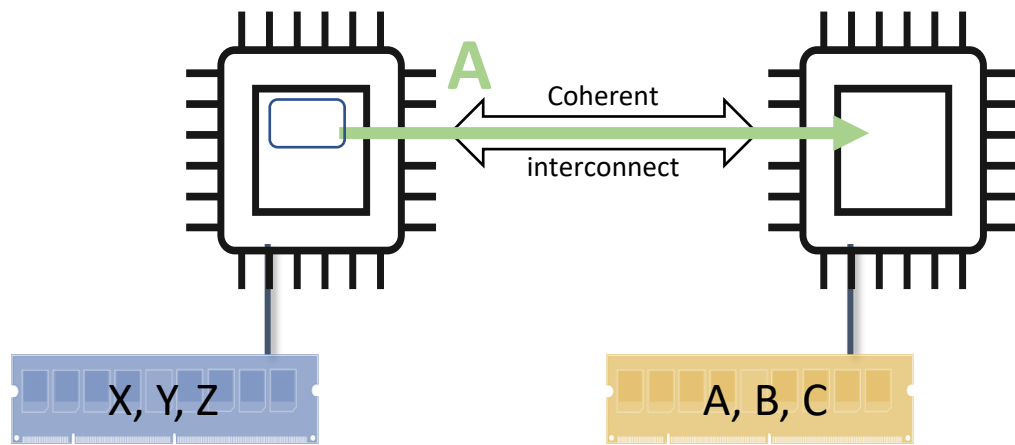 A
Coherent
interconnect
X, Y, Z
A, B, C